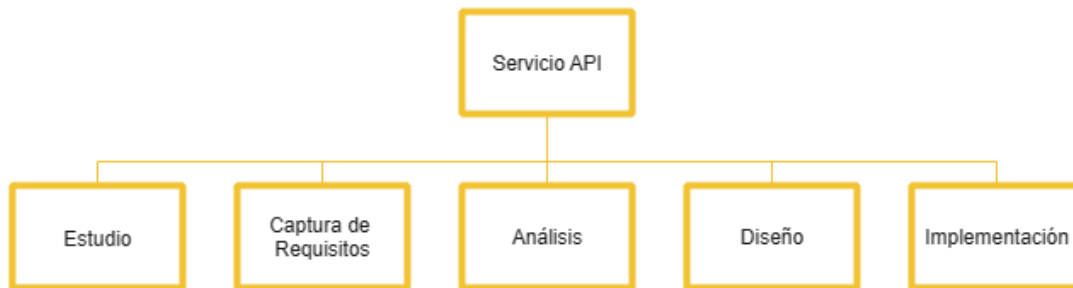 Servicio API
Estudio
Captura de
Requisitos
Análisis
Diseño
Implementación